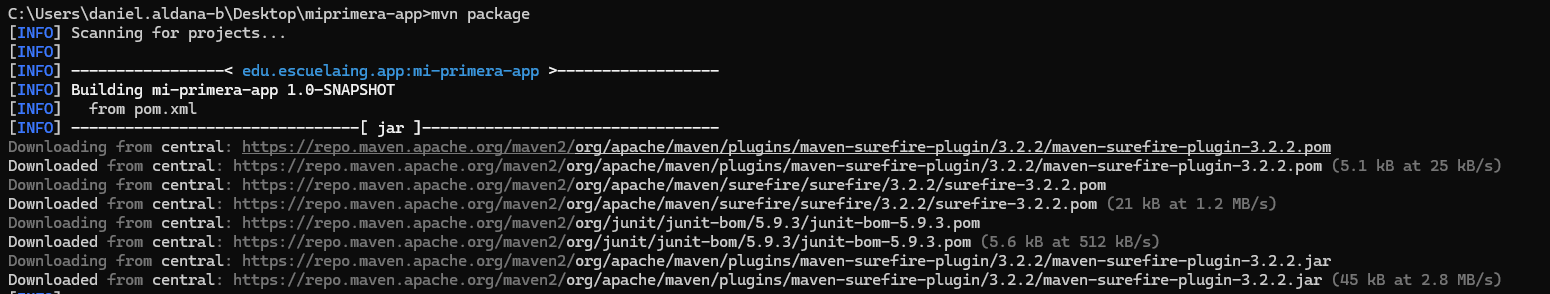 C:\Users\daniel.aldana-b\Desktop\miprimera-app>mvn package
[INFO] Scanning for projects...
[INFO]
[INFO] -----------------< edu.escuelaing.app:mi-primera-app >------------------
[INFO] Building mi-primera-app 1.0-SNAPSHOT
[INFO]   from pom.xml
[INFO] --------------------------------[ jar ]---------------------------------
Downloading from central: https://repo.maven.apache.org/maven2/org/apache/maven/plugins/maven-surefire-plugin/3.2.2/maven-surefire-plugin-3.2.2.pom
Downloaded from central: https://repo.maven.apache.org/maven2/org/apache/maven/plugins/maven-surefire-plugin/3.2.2/maven-surefire-plugin-3.2.2.pom (5.1 kB at 25 kB/s)
Downloading from central: https://repo.maven.apache.org/maven2/org/apache/maven/surefire/surefire/3.2.2/surefire-3.2.2.pom
Downloaded from central: https://repo.maven.apache.org/maven2/org/apache/maven/surefire/surefire/3.2.2/surefire-3.2.2.pom (21 kB at 1.2 MB/s)
Downloading from central: https://repo.maven.apache.org/maven2/org/junit/junit-bom/5.9.3/junit-bom-5.9.3.pom
Downloaded from central: https://repo.maven.apache.org/maven2/org/junit/junit-bom/5.9.3/junit-bom-5.9.3.pom (5.6 kB at 512 kB/s)
Downloading from central: https://repo.maven.apache.org/maven2/org/apache/maven/plugins/maven-surefire-plugin/3.2.2/maven-surefire-plugin-3.2.2.jar
Downloaded from central: https://repo.maven.apache.org/maven2/org/apache/maven/plugins/maven-surefire-plugin/3.2.2/maven-surefire-plugin-3.2.2.jar (45 kB at 2.8 MB/s)